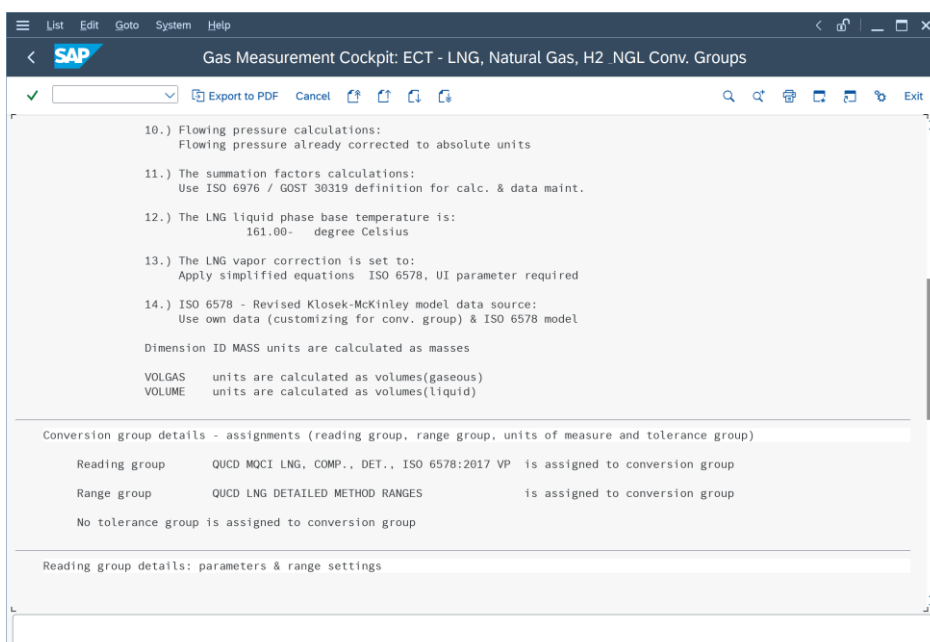 List Edit Goto System Help
SAP
Gas Measurement Cockpit: ECT - LNG, Natural Gas, H2 _NGL Conv. Groups
Export to PDF Cancel Exit
10.) Flowing pressure calculations:
Flowing pressure already corrected to absolute units
11.) The summation factors calculations:
Use ISO 6976 / GOST 30319 definition for calc. & data maint.
12.) The LNG liquid phase base temperature is:
161.00- degree Celsius
13.) The LNG vapor correction is set to:
Apply simplified equations ISO 6578, UI parameter required
14.) ISO 6578 - Revised Klosek-McKinley model data source:
Use own data (customizing for conv. group) & ISO 6578 model
Dimension ID MASS units are calculated as masses
VOLGAS units are calculated as volumes(gaseous)
VOLUME units are calculated as volumes(liquid)
Conversion group details - assignments (reading group, range group, units of measure and tolerance group)
Reading group QUCD MQCI LNG, COMP., DET., ISO 6578:2017 VP is assigned to conversion group
Range group QUCD LNG DETAILED METHOD RANGES is assigned to conversion group
No tolerance group is assigned to conversion group
Reading group details: parameters & range settings